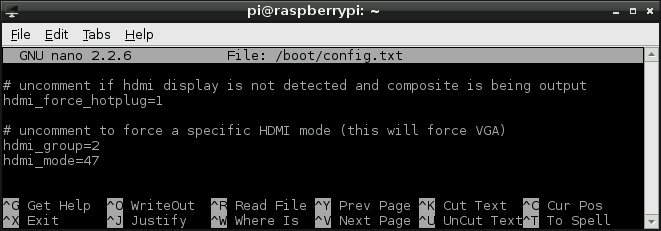 pi@raspberrypi: ~
File Edit Tabs Help
GNU nano 2.2.6 File: /boot/config.txt
# uncomment if hdmi display is not detected and composite is being output
hdmi_force_hotplug=1
# uncomment to force a specific HDMI mode (this will force VGA)
hdmi_group=2
hdmi_mode=47
^G Get Help ^O WriteOut ^R Read File ^Y Prev Page ^K Cut Text ^C Cur Pos
^X Exit ^J Justify ^W Where Is ^V Next Page ^U UnCut Text ^T To Spell